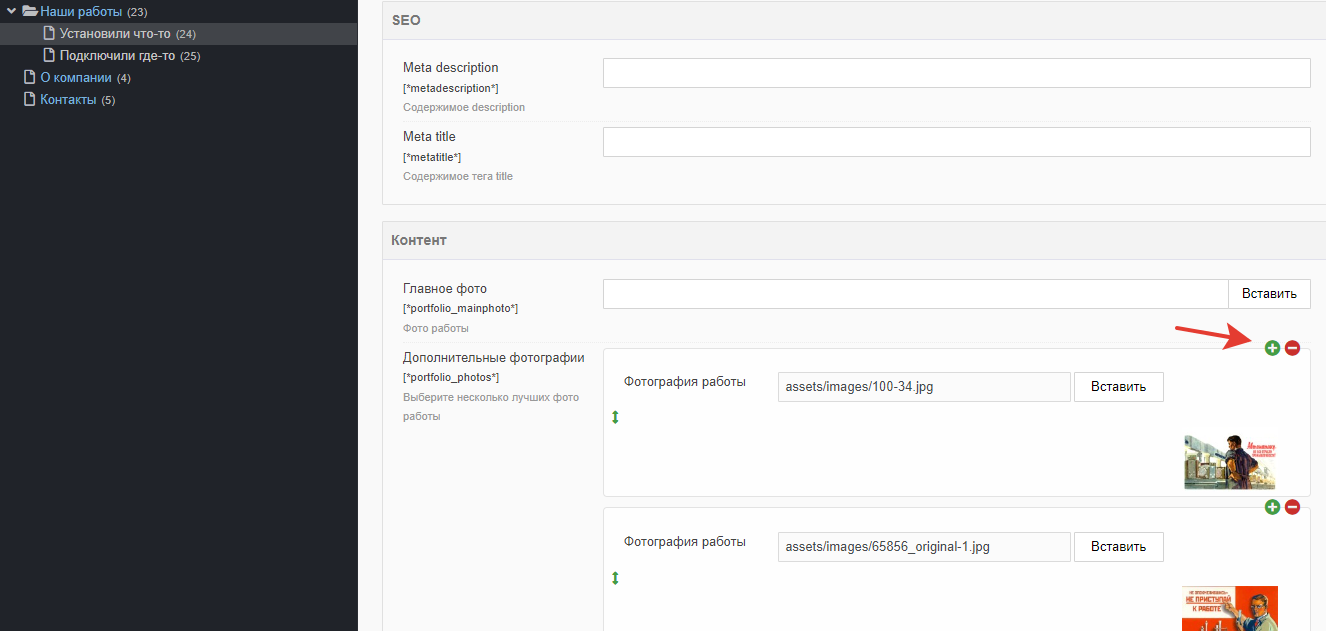 Наши работы (23)
Установили что-то (24)
Подключили где-то (25)
О компании (4)
Контакты (5)
SEO
Meta description
[*metadescription*]
Содержимое description
Meta title
[*metatitle*]
Содержимое тега title
Контент
Главное фото
[*portfolio_mainphoto*]
Фото работы
Вставить
Дополнительные фотографии
[*portfolio_photos*]
Выберите несколько лучших фото
работы
Фотография работы
assets/images/100-34.jpg
Вставить
Фотография работы
assets/images/65856_original-1.jpg
Вставить
НЕ ПРИСТУПАЙ
К РАБОТЕ